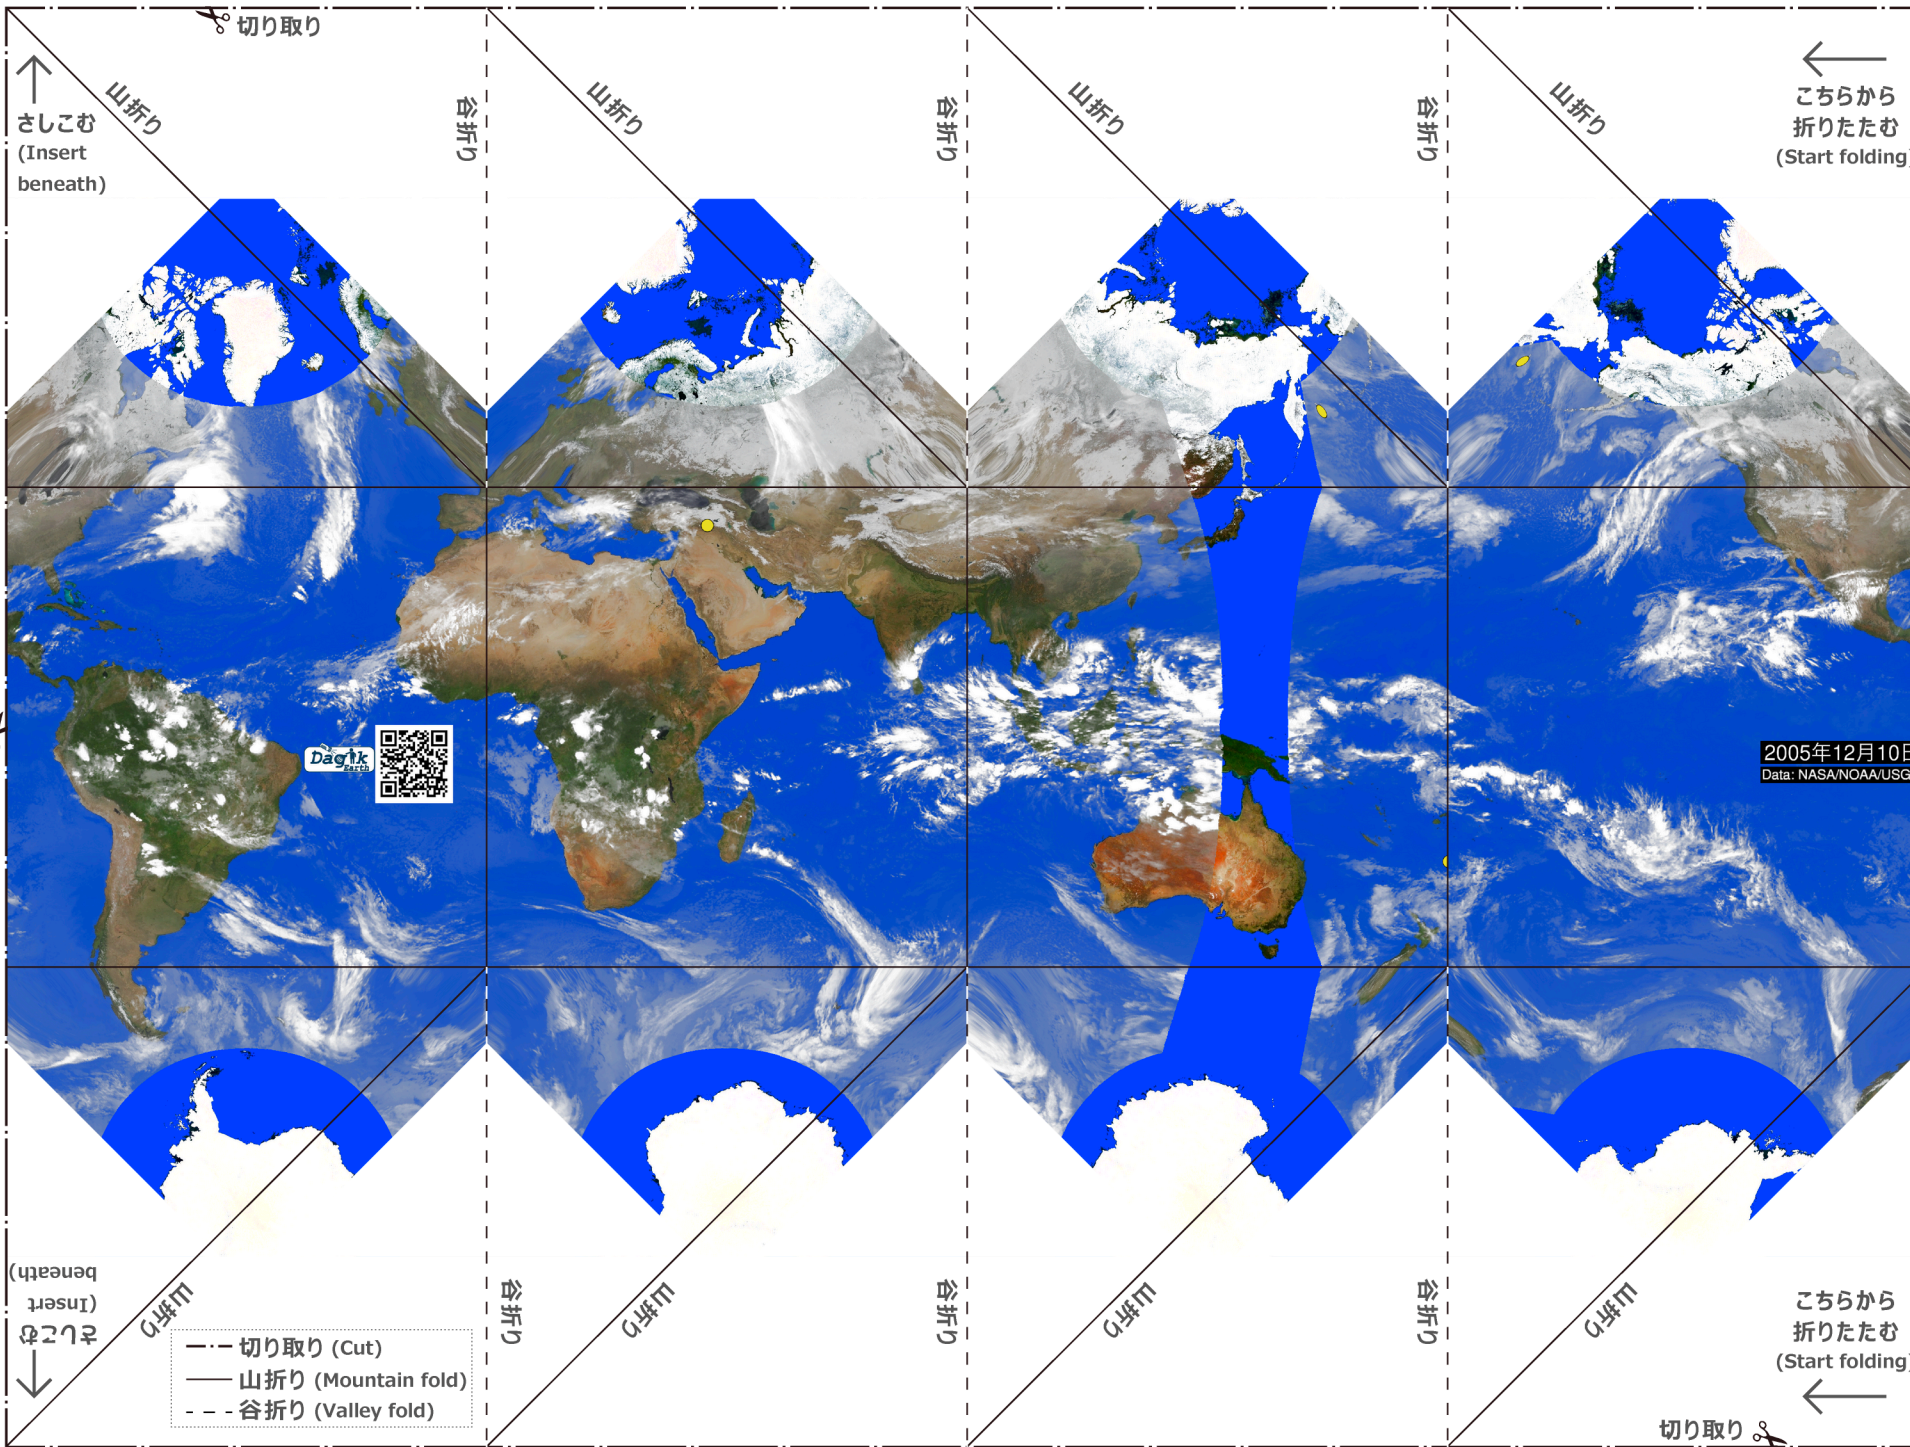 切り取り
さしこむ
(Insert
beneath)
山折り
谷折り
山折り
谷折り
山折り
谷折り
山折り
こちらから
折りたたむ
(Start folding)
Dagik
Earth
2005年12月10日
Data: NASA/NOAA/USG
さしこむ
(Insert
beneath)
山折り
谷折り
山折り
谷折り
山折り
谷折り
山折り
こちらから
折りたたむ
(Start folding)
切り取り (Cut)
山折り (Mountain fold)
谷折り (Valley fold)
切り取り